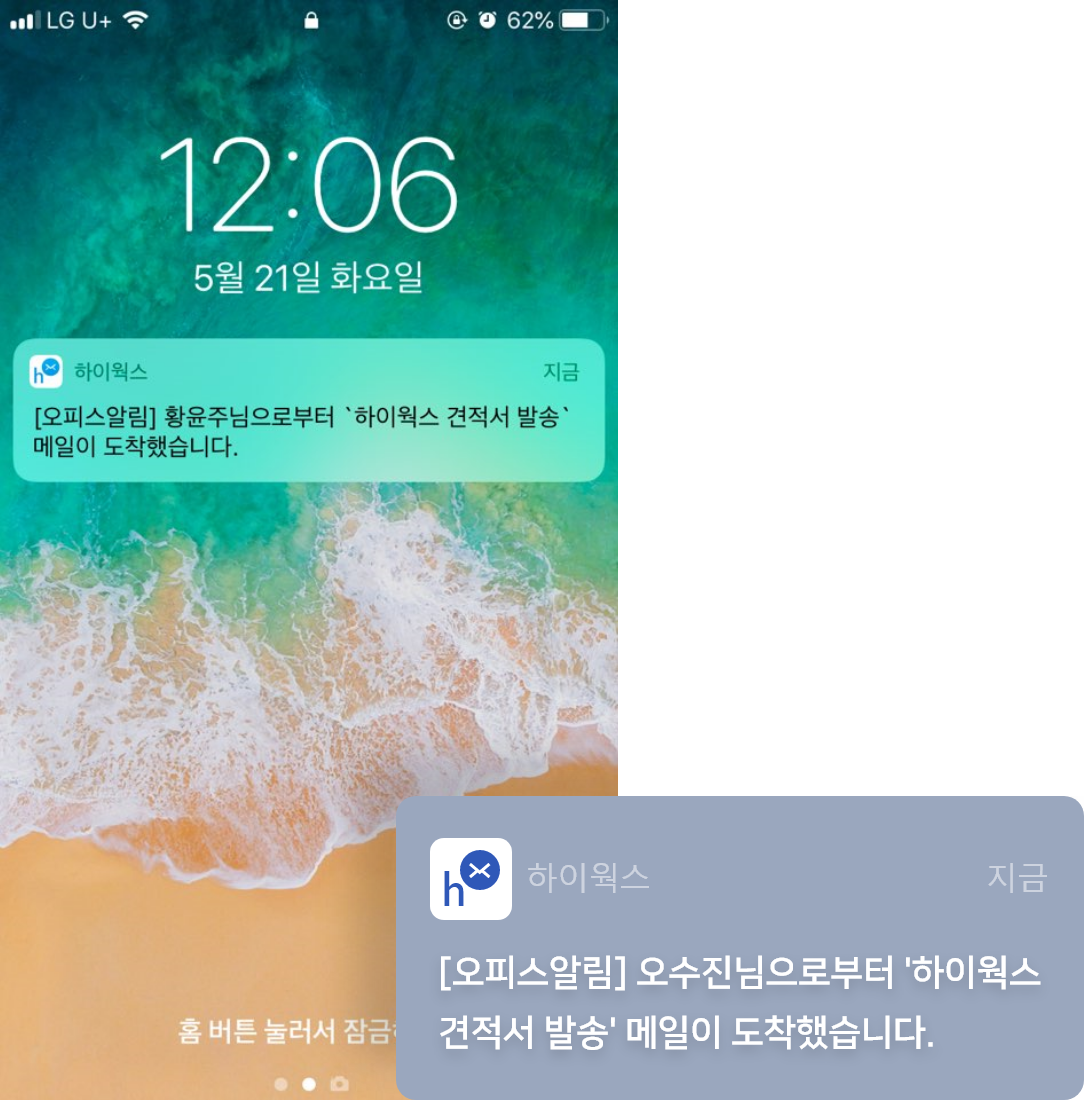 LG U+ 62%
12:06
5월 21일 화요일
h 하이웍스 지금
[오피스알림] 황윤주님으로부터 `하이웍스 견적서 발송`
메일이 도착했습니다.
홈 버튼 눌러서 잠금
h 하이웍스 지금
[오피스알림] 오수진님으로부터 '하이웍스
견적서 발송' 메일이 도착했습니다.